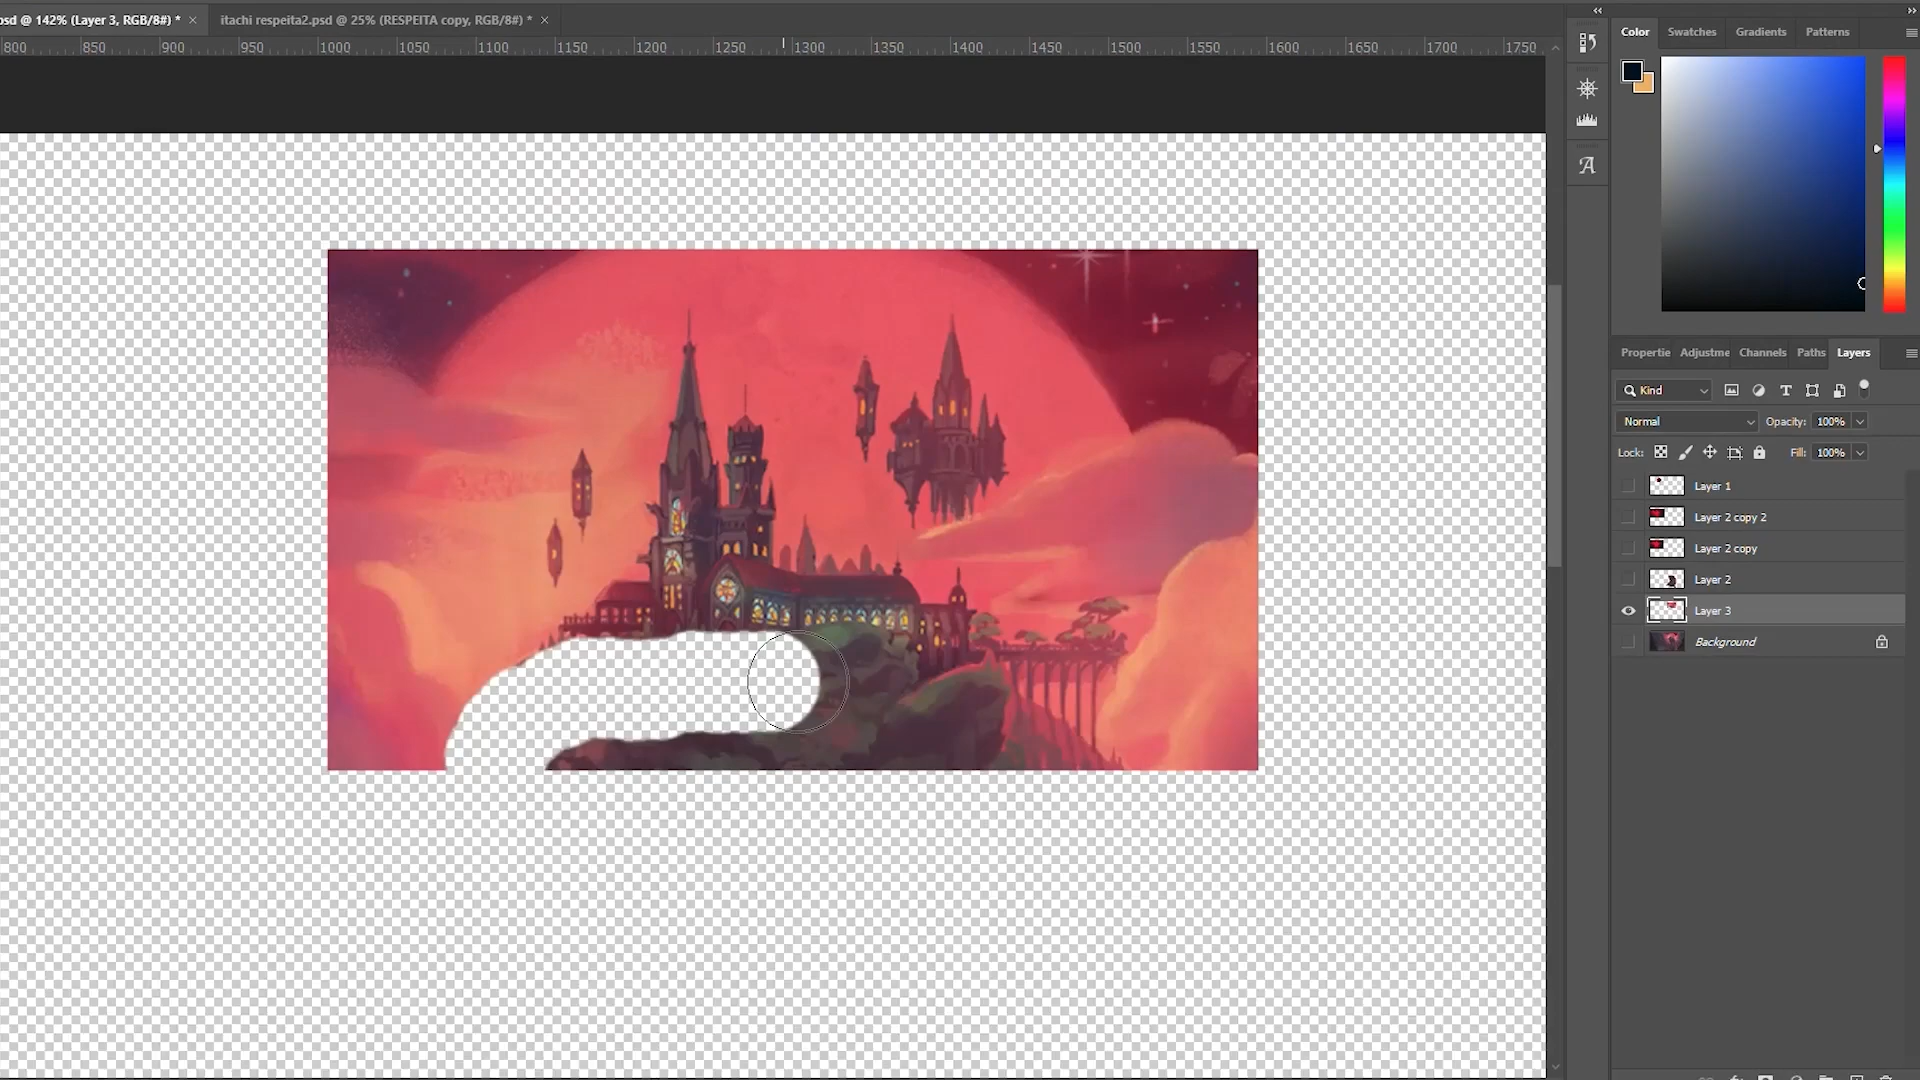 osd @ 142% (Layer 3, RGB/8#) * ×
itachi respeita2.psd @ 25% (RESPEITA copy, RGB/8#) * ×
800 850 900 950 1000 1050 1100 1150 1200 1250 1300 1350 1400 1450 1500 1550 1600 1650 1700 1750
Color Swatches Gradients Patterns
Propertie Adjustme Channels Paths Layers
Kind
Normal Opacity: 100%
Lock: Fill: 100%
Layer 1
Layer 2 copy 2
Layer 2 copy
Layer 2
Layer 3
Background